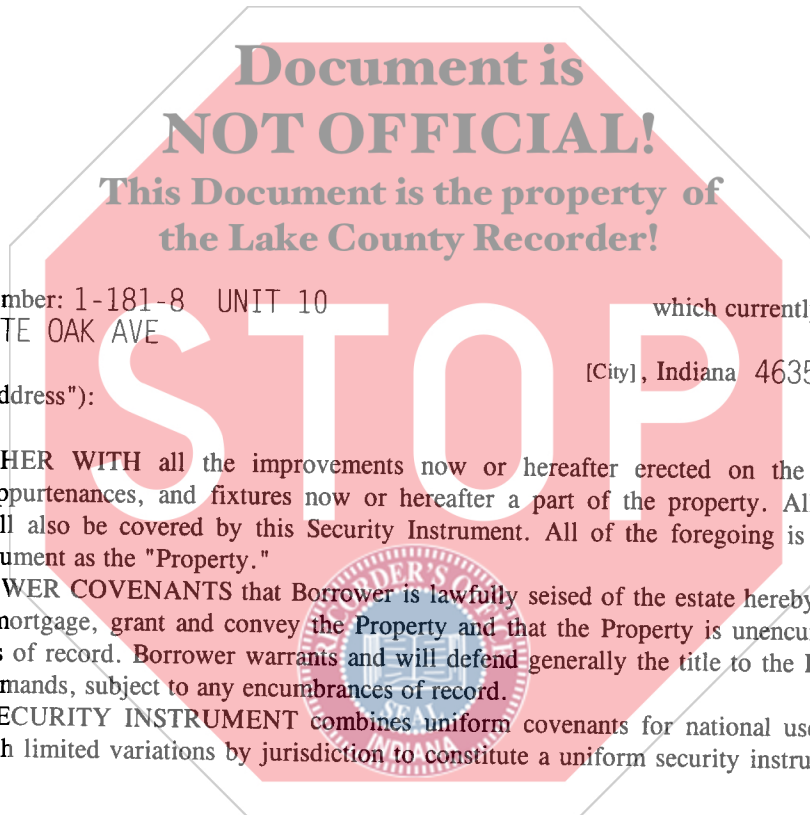 Document is
NOT OFFICIAL!
This Document is the property of
the Lake County Recorder!
mber: 1-181-8 UNIT 10
which currentl
TE OAK AVE
[City], Indiana 4635
ddress"):
STOP
HER WITH all the improvements now or hereafter erected on the
ppurtenances, and fixtures now or hereafter a part of the property. Al
ll also be covered by this Security Instrument. All of the foregoing is
ument as the "Property."
WER COVENANTS that Borrower is lawfully seised of the estate hereby
mortgage, grant and convey the Property and that the Property is unencu
s of record. Borrower warrants and will defend generally the title to the
mands, subject to any encumbrances of record.
ECURITY INSTRUMENT combines uniform covenants for national us
h limited variations by jurisdiction to constitute a uniform security instru
RECORDER'S OFFICE
SEAL
INDIANA